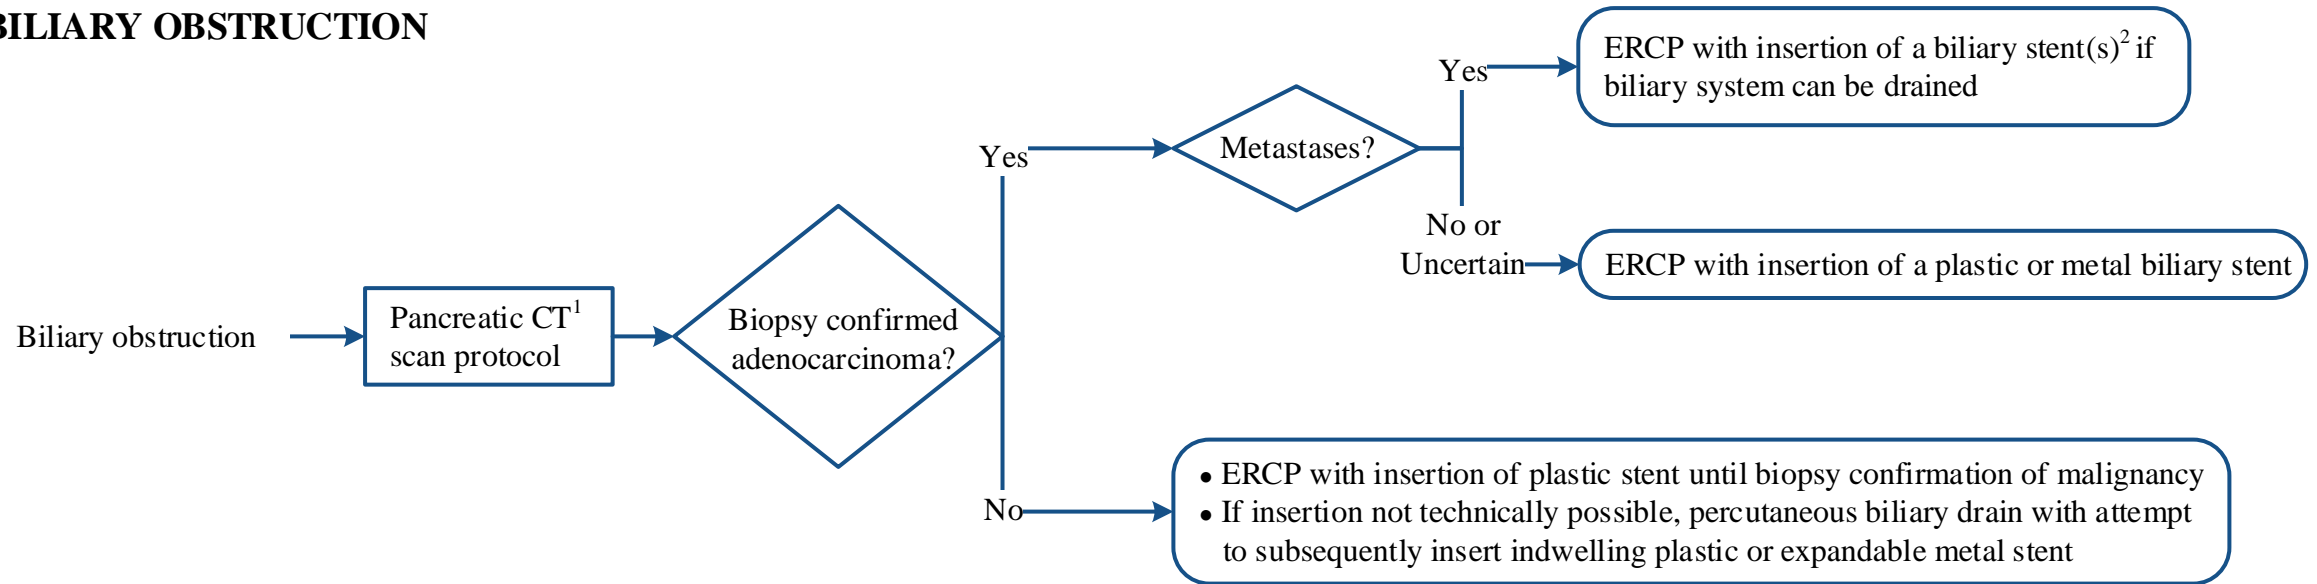 BILIARY OBSTRUCTION
Biliary obstruction
Pancreatic CT1
scan protocol
Biopsy confirmed
adenocarcinoma?
Yes
Metastases?
Yes
ERCP with insertion of a biliary stent(s)2 if
biliary system can be drained
No or
Uncertain
ERCP with insertion of a plastic or metal biliary stent
No
• ERCP with insertion of plastic stent until biopsy confirmation of malignancy
• If insertion not technically possible, percutaneous biliary drain with attempt
to subsequently insert indwelling plastic or expandable metal stent